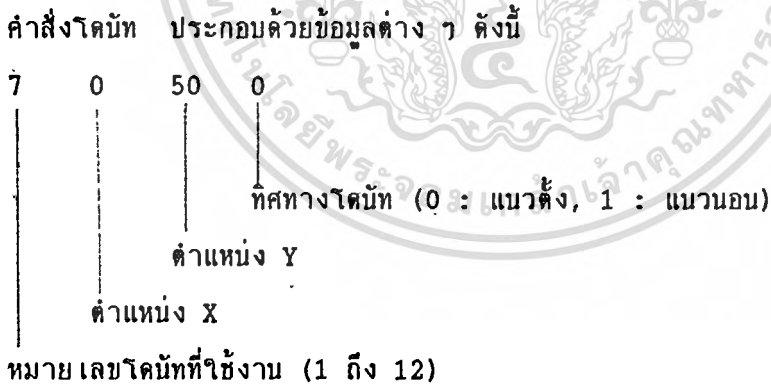 คำสั่งโดนัท ประกอบด้วยข้อมูลต่าง ๆ ดังนี้
7 0 50 0
ทิศทางโดนัท (0 : แนวตั้ง, 1 : แนวนอน)
ตำแหน่ง Y
ตำแหน่ง X
หมายเลขโดนัทที่ใช้งาน (1 ถึง 12)